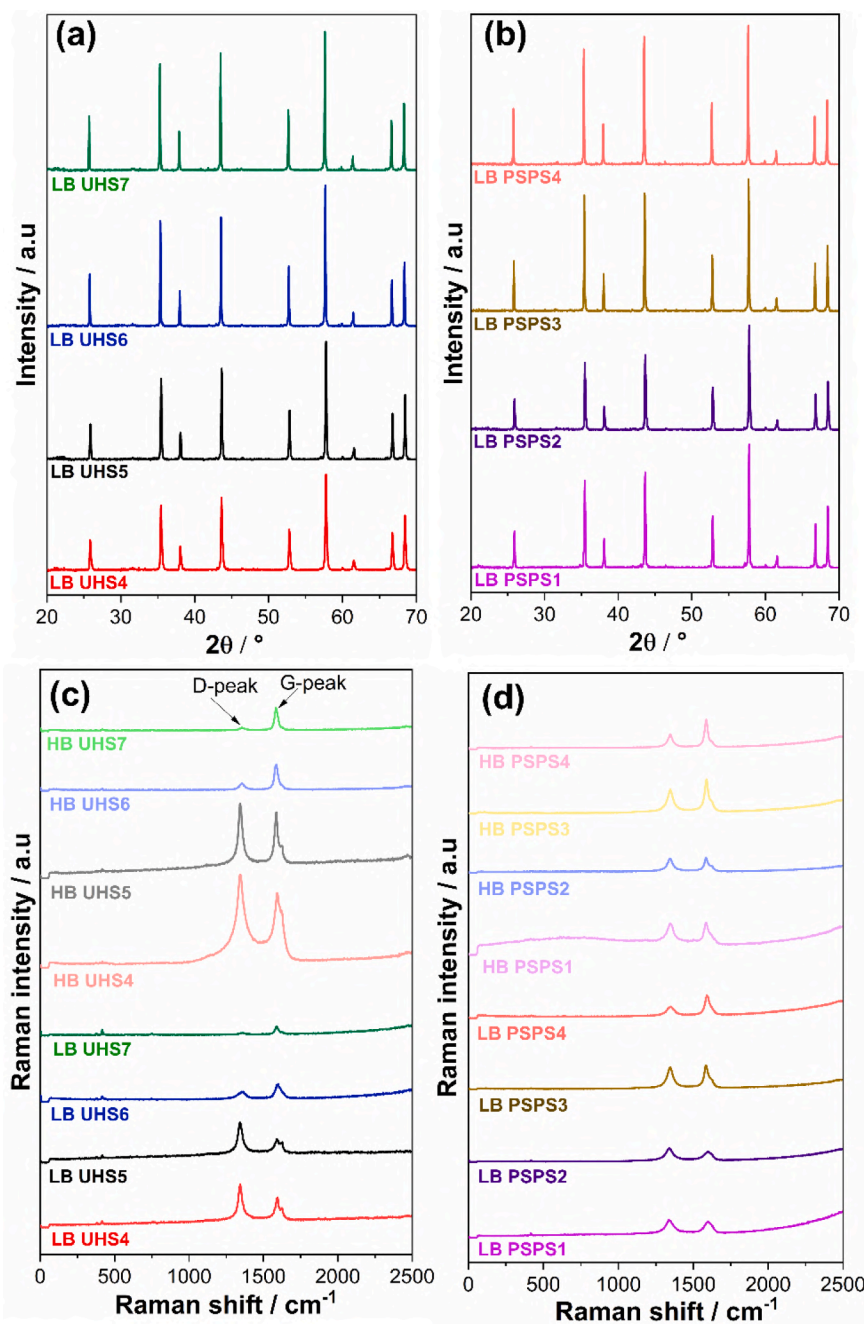 (a)
LB UHS7
LB UHS6
LB UHS5
LB UHS4
Intensity / a.u
20 30 40 50 60 70
2θ / °
(b)
LB PSPS4
LB PSPS3
LB PSPS2
LB PSPS1
Intensity / a.u
20 30 40 50 60 70
2θ / °
(c)
D-peak
G-peak
HB UHS7
HB UHS6
HB UHS5
HB UHS4
LB UHS7
LB UHS6
LB UHS5
LB UHS4
Raman intensity / a.u
0 500 1000 1500 2000 2500
Raman shift / cm⁻¹
(d)
HB PSPS4
HB PSPS3
HB PSPS2
HB PSPS1
LB PSPS4
LB PSPS3
LB PSPS2
LB PSPS1
Raman intensity / a.u
0 500 1000 1500 2000 2500
Raman shift / cm⁻¹